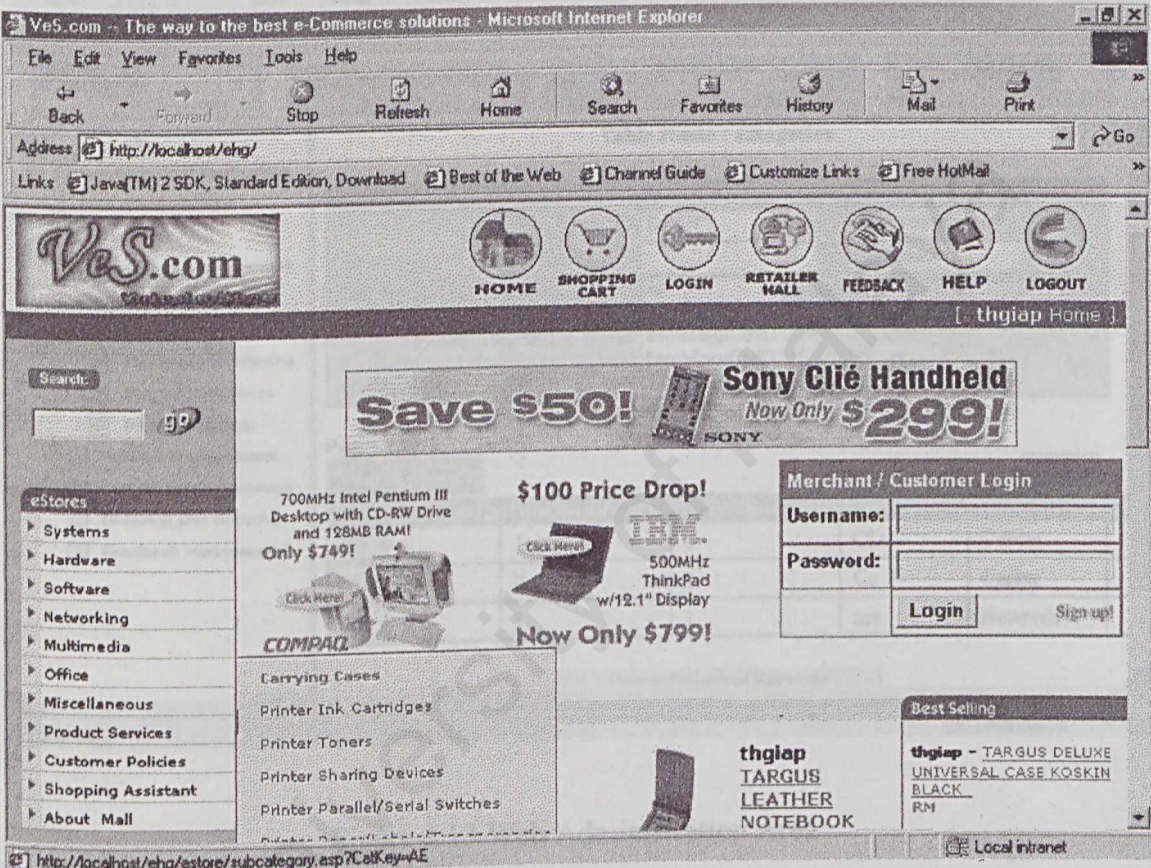 VeS.com -- The way to the best e-Commerce solutions - Microsoft Internet Explorer
File Edit View Favorites Tools Help
Back Forward Stop Refresh Home Search Favorites History Mail Print
Address http://localhost/ehg/ Go
Links Java(TM) 2 SDK, Standard Edition, Download Best of the Web Channel Guide Customize Links Free HotMail
VeS.com
HOME SHOPPING CART LOGIN RETAILER HALL FEEDBACK HELP LOGOUT
[ thgiap Home ]
Search:
go
Save $50! Sony Clié Handheld
Now Only $299!
SONY
eStores
Systems
Hardware
Software
Networking
Multimedia
Office
Miscellaneous
Product Services
Customer Policies
Shopping Assistant
About Mall
700MHz Intel Pentium III
Desktop with CD-RW Drive
and 128MB RAM!
Only $749!
Click Here!
COMPAQ
$100 Price Drop!
IBM.
Click Here!
500MHz
ThinkPad
w/12.1" Display
Now Only $799!
Merchant / Customer Login
Username:
Password:
Login Sign up!
Carrying Cases
Printer Ink Cartridges
Printer Toners
Printer Sharing Devices
Printer Parallel/Serial Switches
thgiap
TARGUS
LEATHER
NOTEBOOK
Best Selling
thgiap - TARGUS DELUXE
UNIVERSAL CASE KOSKIN
BLACK
RM
http://localhost/ehg/estore/subcategory.asp?CatKey=AE Local intranet